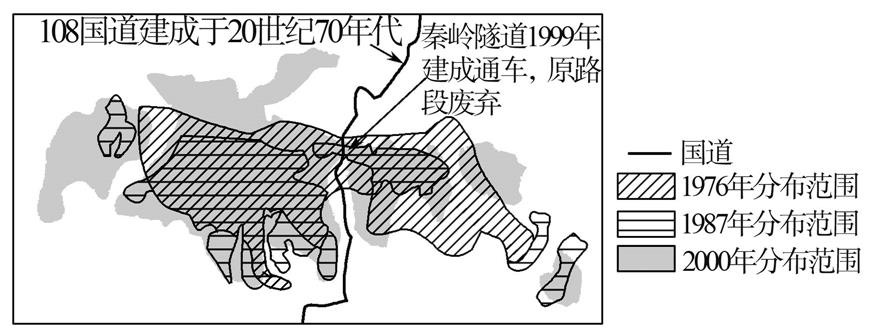 108国道建成于20世纪70年代
秦岭隧道1999年
建成通车，原路
段废弃
国道
1976年分布范围
1987年分布范围
2000年分布范围